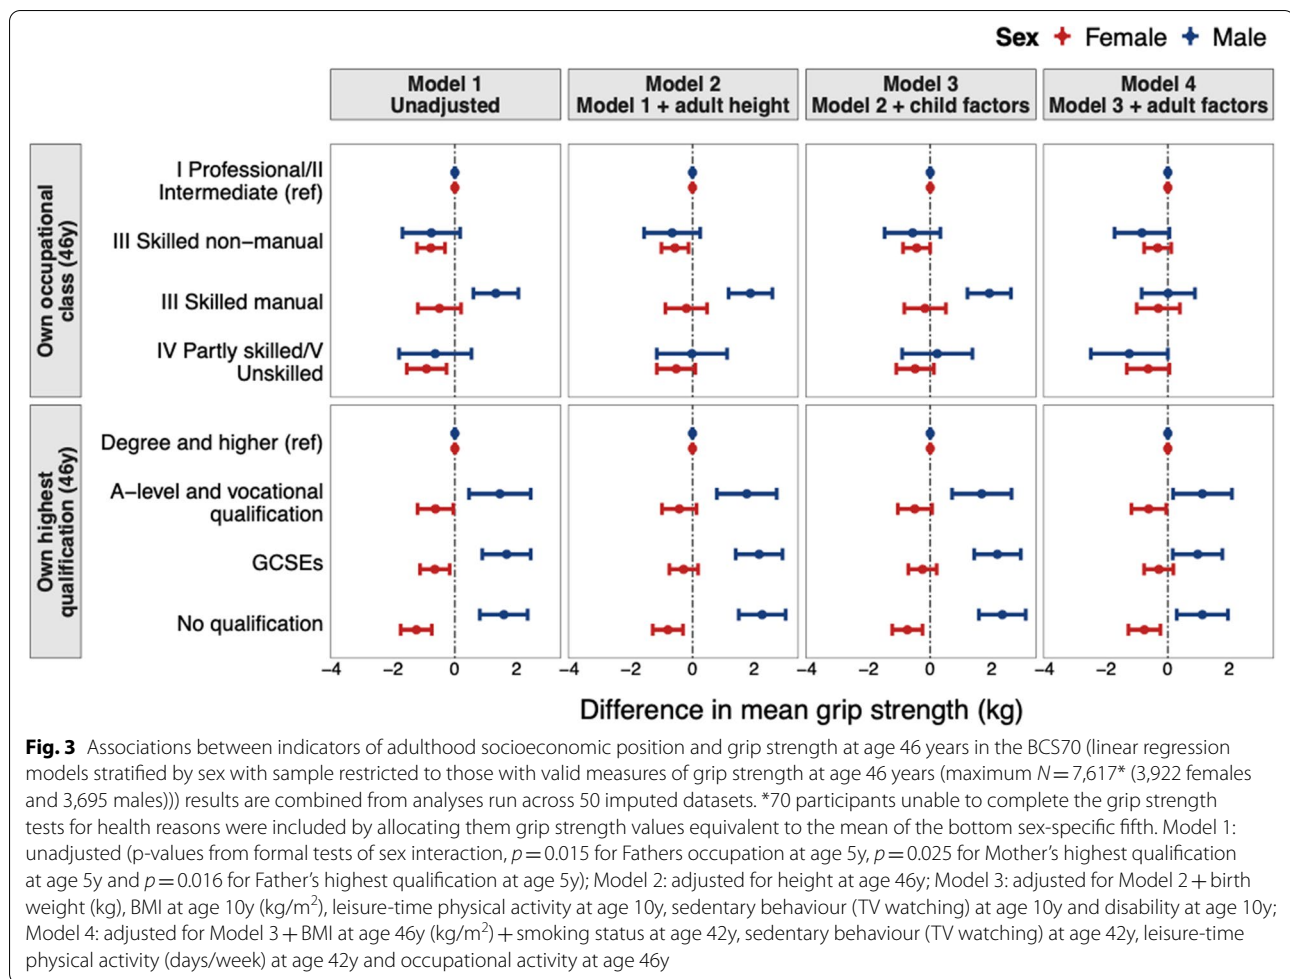 Sex Female Male
Model 1
Unadjusted
Model 2
Model 1 + adult height
Model 3
Model 2 + child factors
Model 4
Model 3 + adult factors
Own occupational
class (46y)
I Professional/II
Intermediate (ref)
III Skilled non−manual
III Skilled manual
IV Partly skilled/V
Unskilled
Own highest
qualification (46y)
Degree and higher (ref)
A−level and vocational
qualification
GCSEs
No qualification
−4 −2 0 2 −4 −2 0 2 −4 −2 0 2 −4 −2 0 2
Difference in mean grip strength (kg)
Fig. 3 Associations between indicators of adulthood socioeconomic position and grip strength at age 46 years in the BCS70 (linear regression
models stratified by sex with sample restricted to those with valid measures of grip strength at age 46 years (maximum N = 7,617* (3,922 females
and 3,695 males))) results are combined from analyses run across 50 imputed datasets. *70 participants unable to complete the grip strength
tests for health reasons were included by allocating them grip strength values equivalent to the mean of the bottom sex-specific fifth. Model 1:
unadjusted (p-values from formal tests of sex interaction, p = 0.015 for Fathers occupation at age 5y, p = 0.025 for Mother's highest qualification
at age 5y and p = 0.016 for Father's highest qualification at age 5y); Model 2: adjusted for height at age 46y; Model 3: adjusted for Model 2 + birth
weight (kg), BMI at age 10y (kg/m²), leisure-time physical activity at age 10y, sedentary behaviour (TV watching) at age 10y and disability at age 10y;
Model 4: adjusted for Model 3 + BMI at age 46y (kg/m²) + smoking status at age 42y, sedentary behaviour (TV watching) at age 42y, leisure-time
physical activity (days/week) at age 42y and occupational activity at age 46y